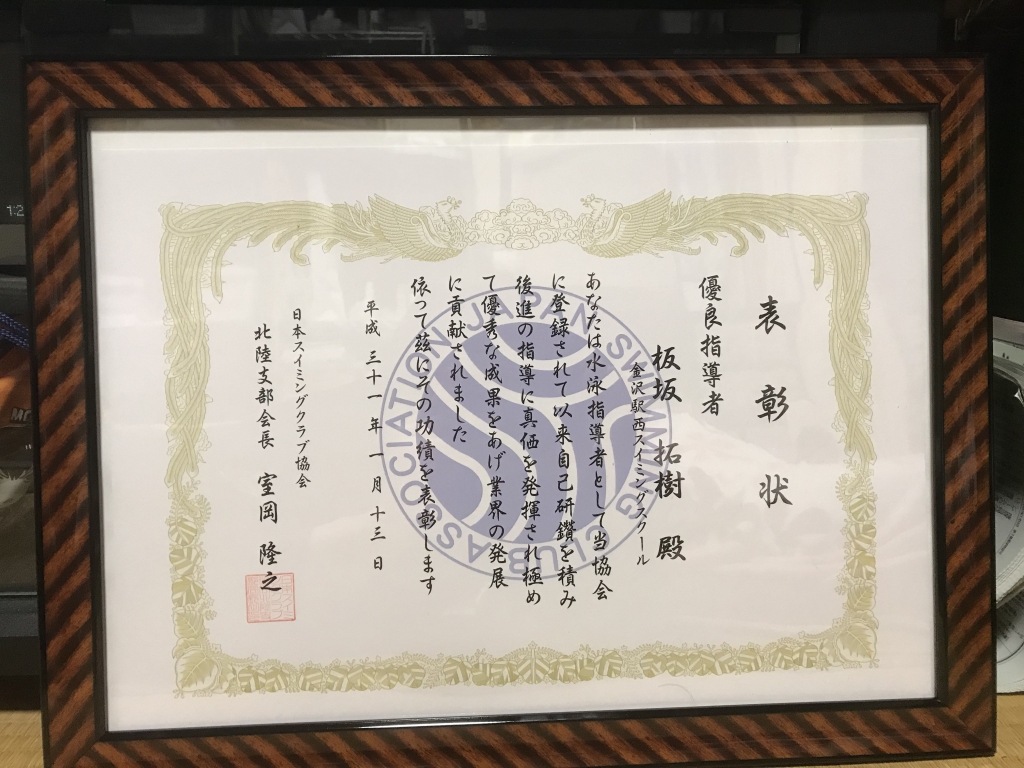 表彰状
優良指導者
板坂 拓樹 殿
金沢駅西スイミングスクール
あなたは水泳指導者として当協会
に登録されて以来自己研鑽を積み
後進の指導に真価を発揮され極め
て優秀な成果をあげ業界の発展
に貢献されました
依って茲にその功績を表彰します
平成 三十一 年 一 月 十三 日
日本スイミングクラブ協会
北陸支部会長 室岡 隆之
JAPAN SWIMMING CLUB ASSOCIATION
1:2